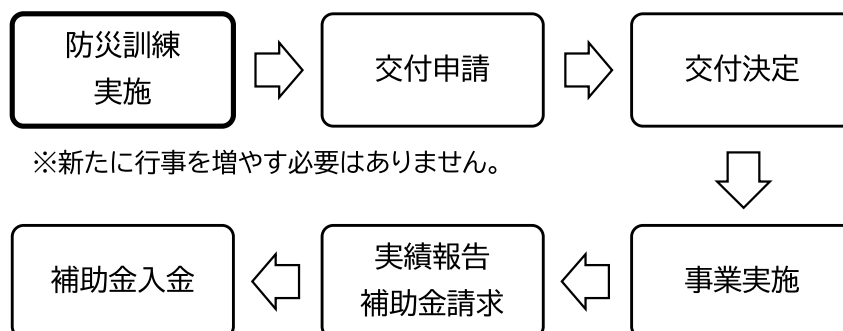 防災訓練
実施
交付申請
交付決定
※新たに行事を増やす必要はありません。
事業実施
実績報告
補助金請求
補助金入金